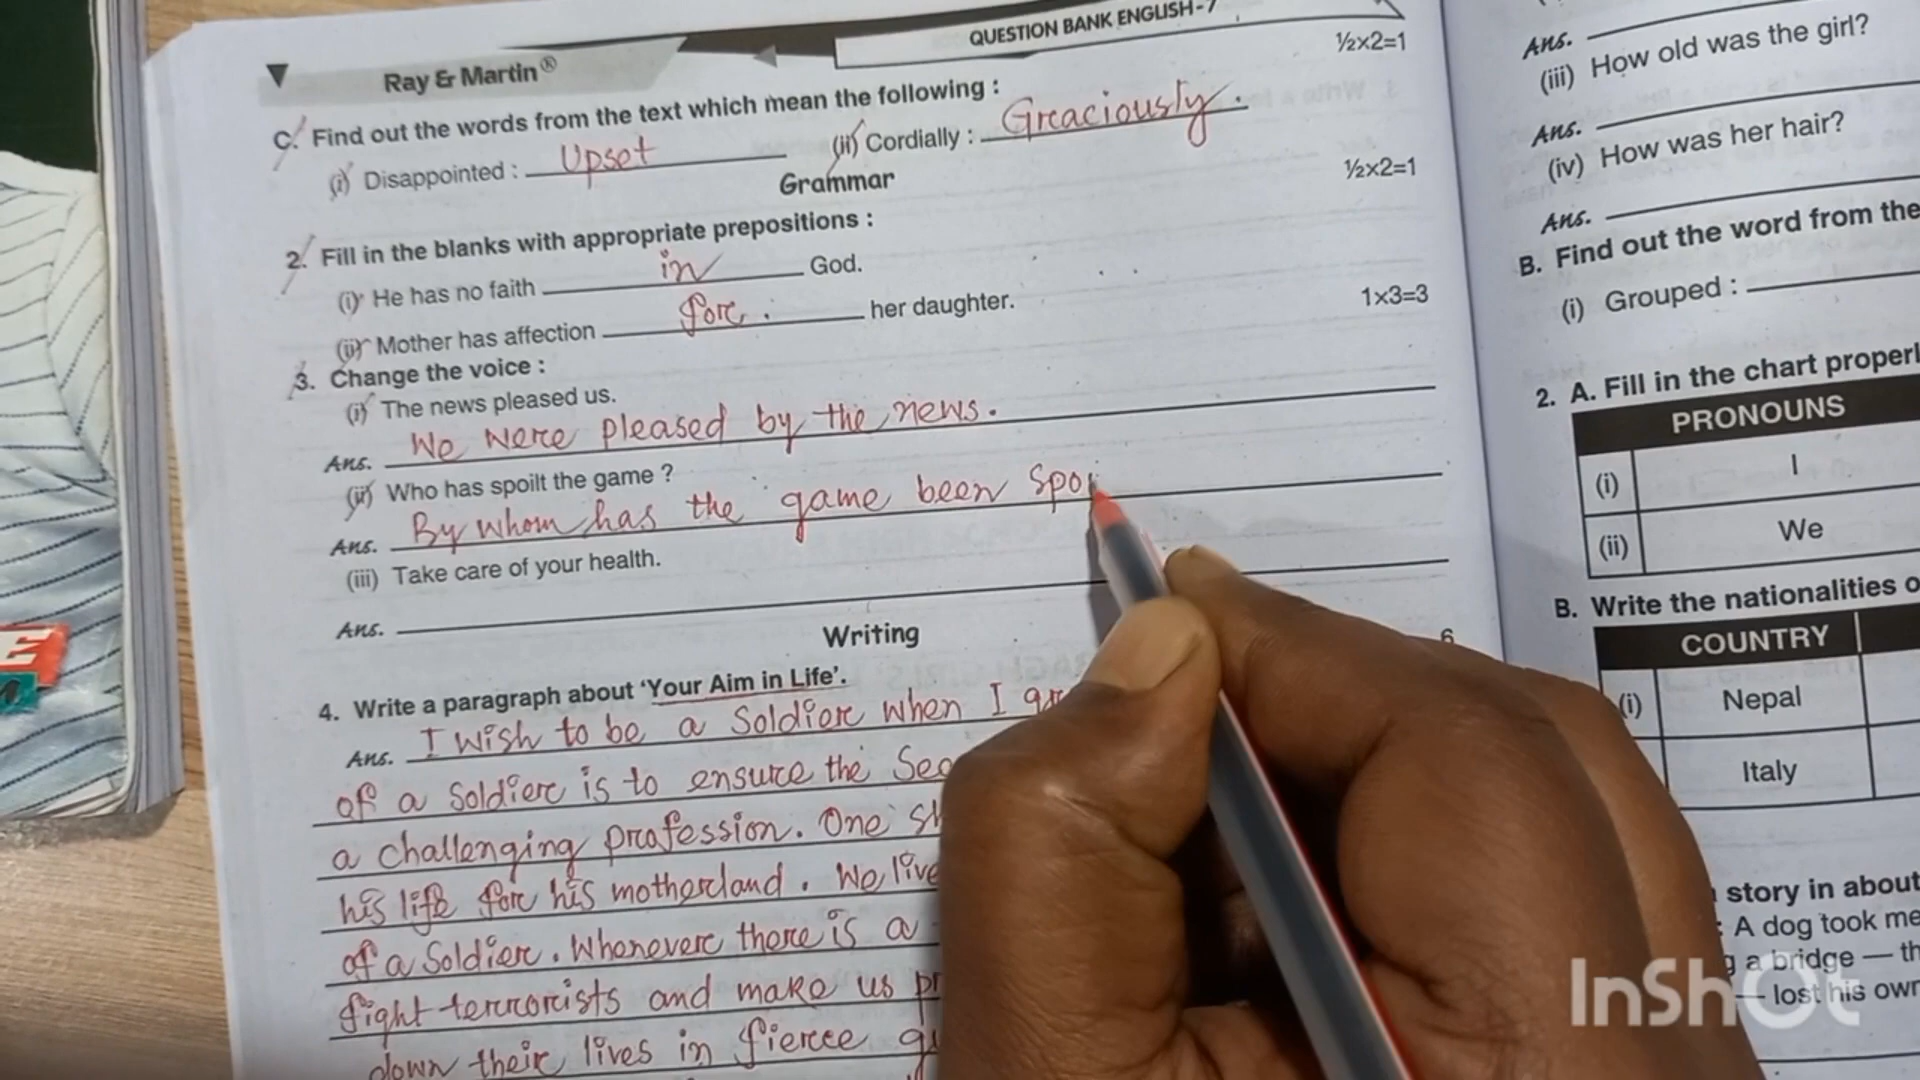 QUESTION BANK ENGLISH-7
Ray & Martin®
C. Find out the words from the text which mean the following : ½x2=1
(i) Disappointed : Upset (ii) Cordially : Graciously.
Grammar
2. Fill in the blanks with appropriate prepositions : ½x2=1
(i) He has no faith in God.
(ii) Mother has affection for. her daughter.
3. Change the voice : 1x3=3
(i) The news pleased us.
Ans. We were pleased by the news.
(ii) Who has spoilt the game ?
Ans. By whom has the game been spoi
(iii) Take care of your health.
Ans.
Writing
4. Write a paragraph about ‘Your Aim in Life’. 6
Ans. I wish to be a soldier when I
of a soldier is to ensure the
a challenging profession. One
his life for his motherland. We live
of a soldier. Whenever there is a
fight terrorists and make us
down their lives in fierce
Ans.
(iii) How old was the girl?
Ans.
(iv) How was her hair?
Ans.
B. Find out the word from the
(i) Grouped :
2. A. Fill in the chart properl
PRONOUNS
(i) I
(ii) We
B. Write the nationalities o
COUNTRY
(i) Nepal
Italy
story in about
: A dog took me
g a bridge — th
— lost his own
InShOt